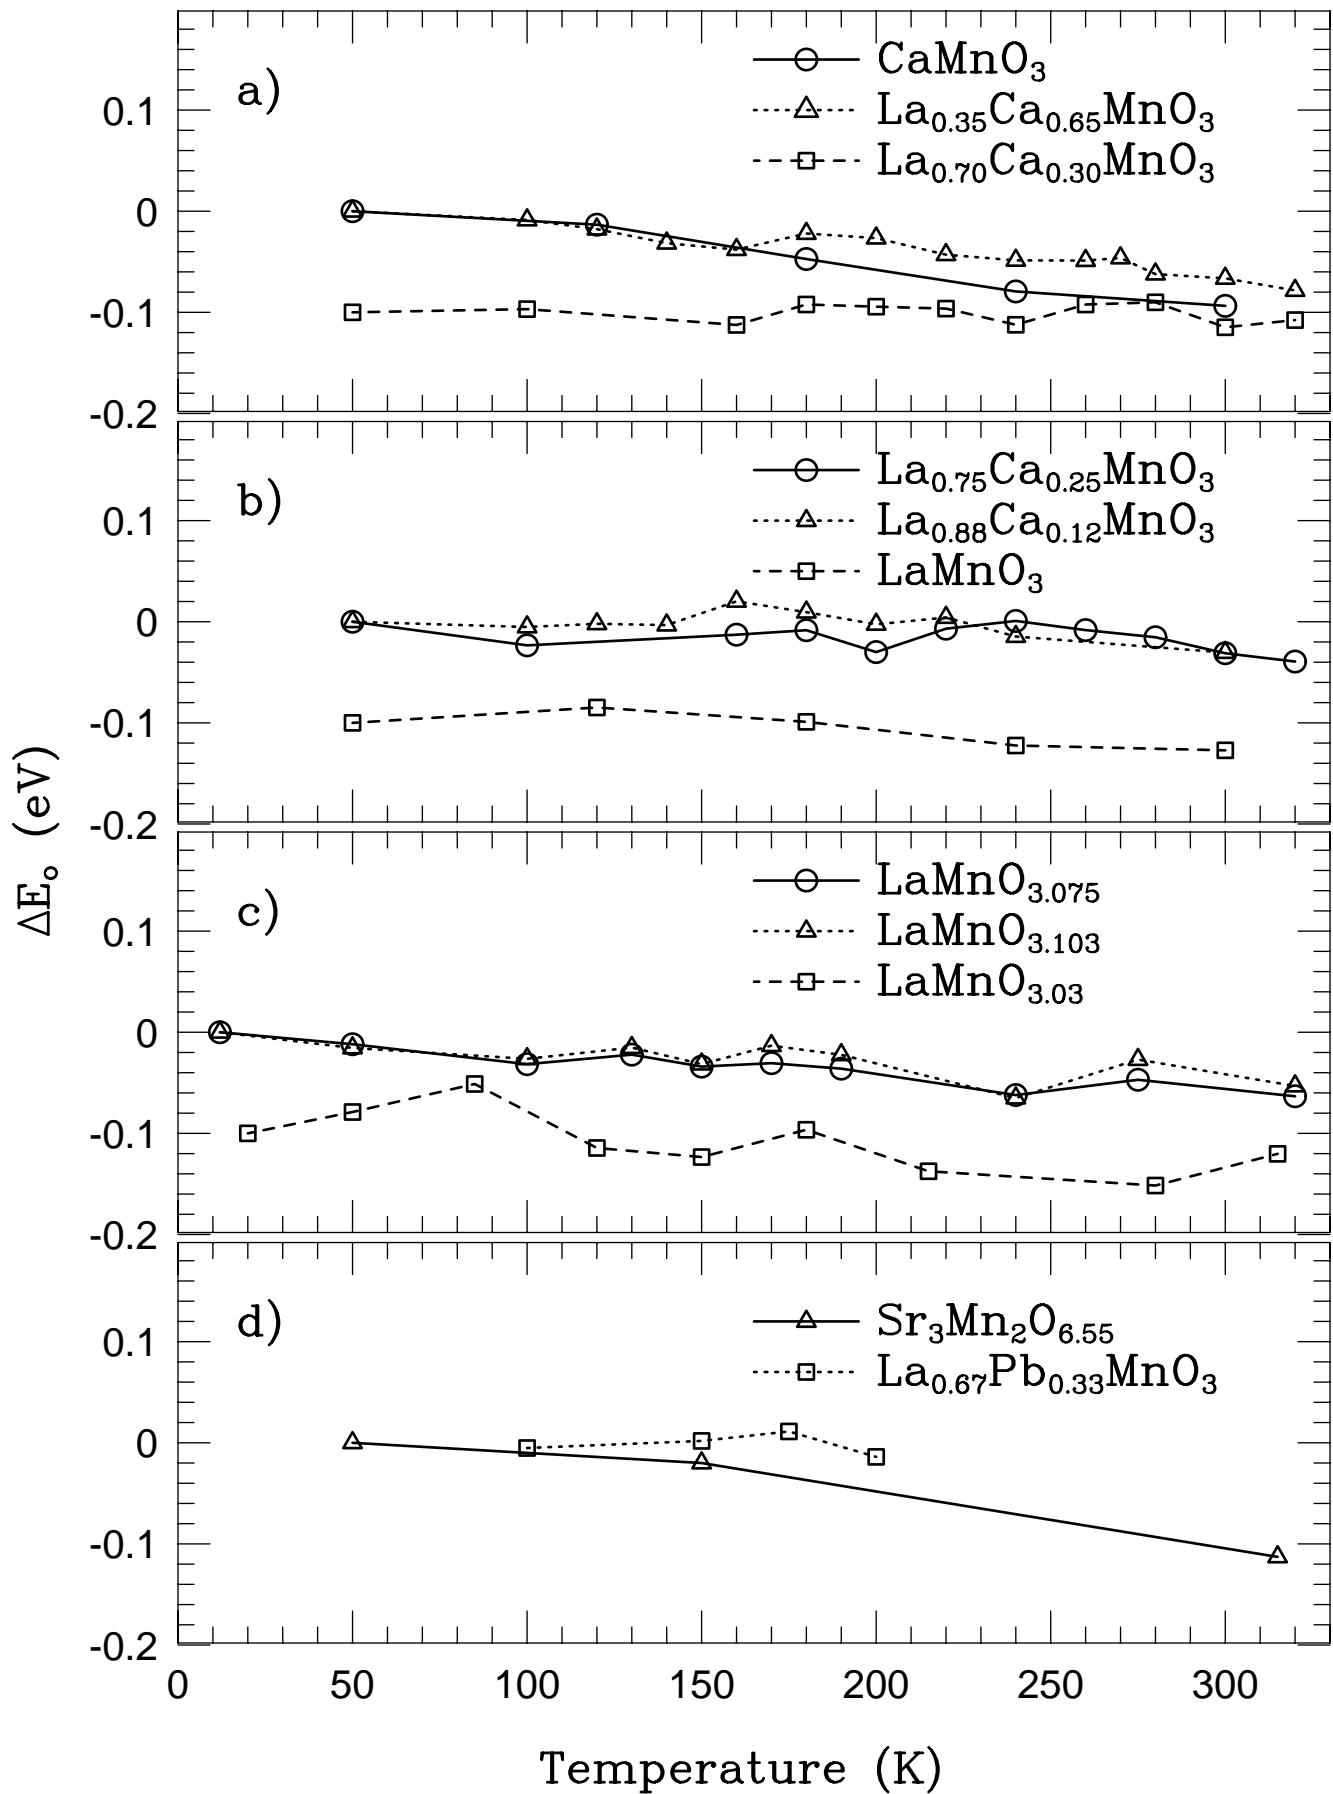 a)
CaMnO₃
La₀.₃₅Ca₀.₆₅MnO₃
La₀.₇₀Ca₀.₃₀MnO₃
0.1
0
-0.1
-0.2
b)
La₀.₇₅Ca₀.₂₅MnO₃
La₀.₈₈Ca₀.₁₂MnO₃
LaMnO₃
0.1
0
-0.1
-0.2
ΔE₀ (eV)
c)
LaMnO₃.₀₇₅
LaMnO₃.₁₀₃
LaMnO₃.₀₃
0.1
0
-0.1
-0.2
d)
Sr₃Mn₂O₆.₅₅
La₀.₆₇Pb₀.₃₃MnO₃
0.1
0
-0.1
-0.2
0 50 100 150 200 250 300
Temperature (K)